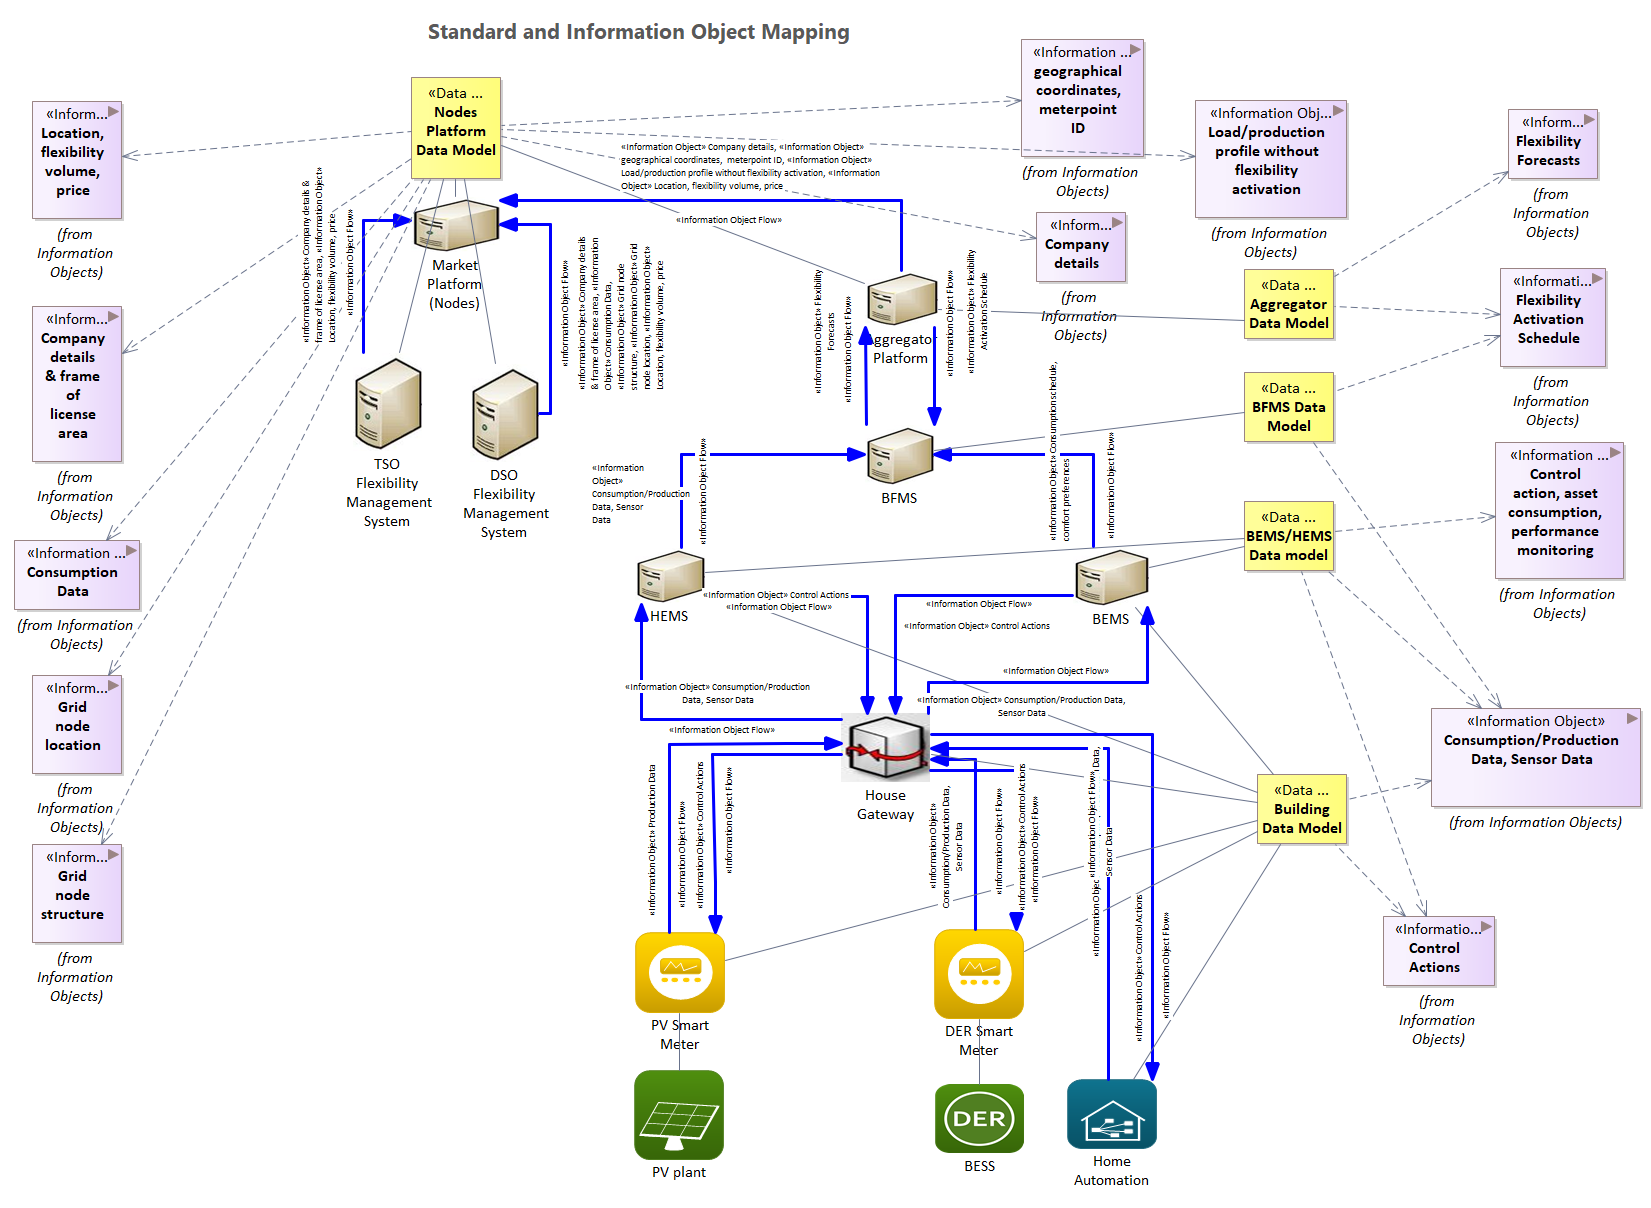 Standard and Information Object Mapping
«Inform...
Location,
flexibility
volume,
price
(from
Information
Objects)
«Data ...
Nodes
Platform
Data Model
«Information ...
geographical
coordinates,
meterpoint
ID
(from Information
Objects)
«Information Obj...
Load/production
profile without
flexibility
activation
(from Information
Objects)
«Inform...
Flexibility
Forecasts
(from
Information
Objects)
«Information Object» Company details, «Information Object»
geographical coordinates,  meterpoint ID, «Information Object»
Load/production profile without flexibility activation, «Information
Object» Location, flexibility volume, price
«Information Object Flow»
«Inform...
Company
details
(from
Information
Objects)
«Information Object» Company details &
frame of license area, «Information Object»
Location, flexibility volume, price
«Information Object Flow»
Market
Platform
(Nodes)
«Information Object Flow»
«Information Object» Company details
& frame of license area, «Information
Object» Consumption Data,
«Information Object» Grid node
structure, «Information Object» Grid
node location, «Information Object»
Location, flexibility volume, price
«Data ...
Aggregator
Data Model
«Informati...
Flexibility
Activation
Schedule
(from
Information
Objects)
«Inform...
Company
details
& frame
of
license
area
(from
Information
Objects)
Aggregator
Platform
«Information Object» Flexibility
Forecasts
«Information Object Flow»
«Information Object Flow»
«Information Object» Flexibility
Activation Schedule
«Data ...
BFMS Data
Model
TSO
Flexibility
Management
System
DSO
Flexibility
Management
System
BFMS
«Information
Object»
Consumption/Production
Data, Sensor
Data
«Information Object Flow»
«Information Object» Consumption schedule,
comfort preferences
«Information Object Flow»
«Information ...
Control
action, asset
consumption,
performance
monitoring
(from Information
Objects)
«Data ...
BEMS/HEMS
Data model
«Information ...
Consumption
Data
(from Information
Objects)
HEMS
«Information Object» Control Actions
«Information Object Flow»
«Information Object Flow»
«Information Object» Control Actions
BEMS
«Inform...
Grid
node
location
(from
Information
Objects)
«Information Object» Consumption/Production
Data, Sensor Data
«Information Object Flow»
«Information Object Flow»
«Information Object» Consumption/Production Data,
Sensor Data
«Information Object»
Consumption/Production
Data, Sensor Data
(from Information Objects)
House
Gateway
«Data ...
Building
Data Model
«Information Object» Production Data
«Information Object Flow»
«Information Object» Control Actions
«Information Object Flow»
«Information Object»
Consumption/Production Data,
Sensor Data
«Information Object Flow»
«Information Object» Control Actions
«Information Object Flow»
«Information Object Flow»
Data,
Sensor Data
«Information Object» Control Actions
«Information Object Flow»
«Inform...
Grid
node
structure
(from
Information
Objects)
«Informatio...
Control
Actions
(from
Information
Objects)
PV Smart
Meter
DER Smart
Meter
PV plant
DER
BESS
Home
Automation